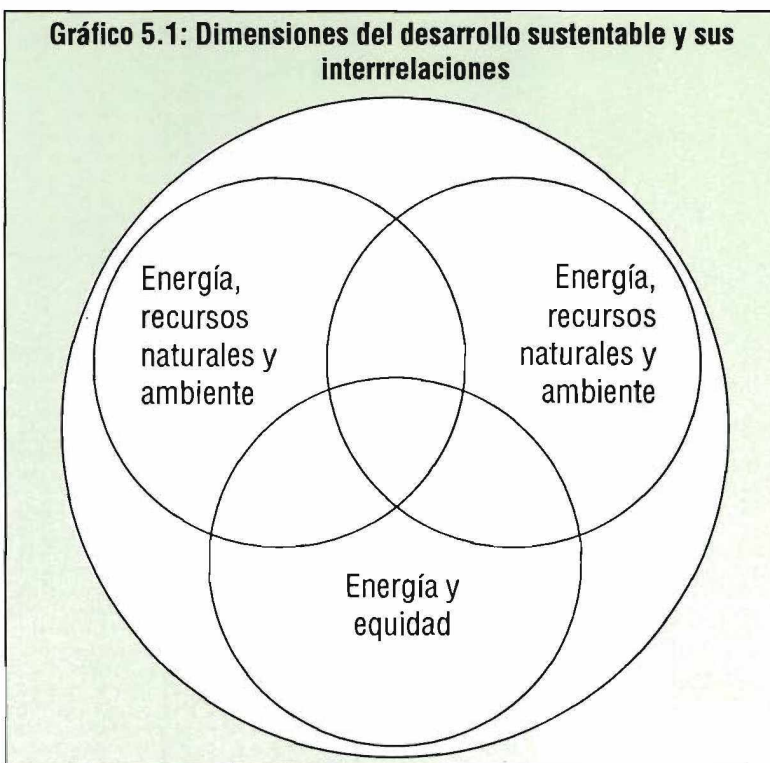 Gráfico 5.1: Dimensiones del desarrollo sustentable y sus
interrrelaciones
Energía,
recursos
naturales y
ambiente
Energía,
recursos
naturales y
ambiente
Energía y
equidad